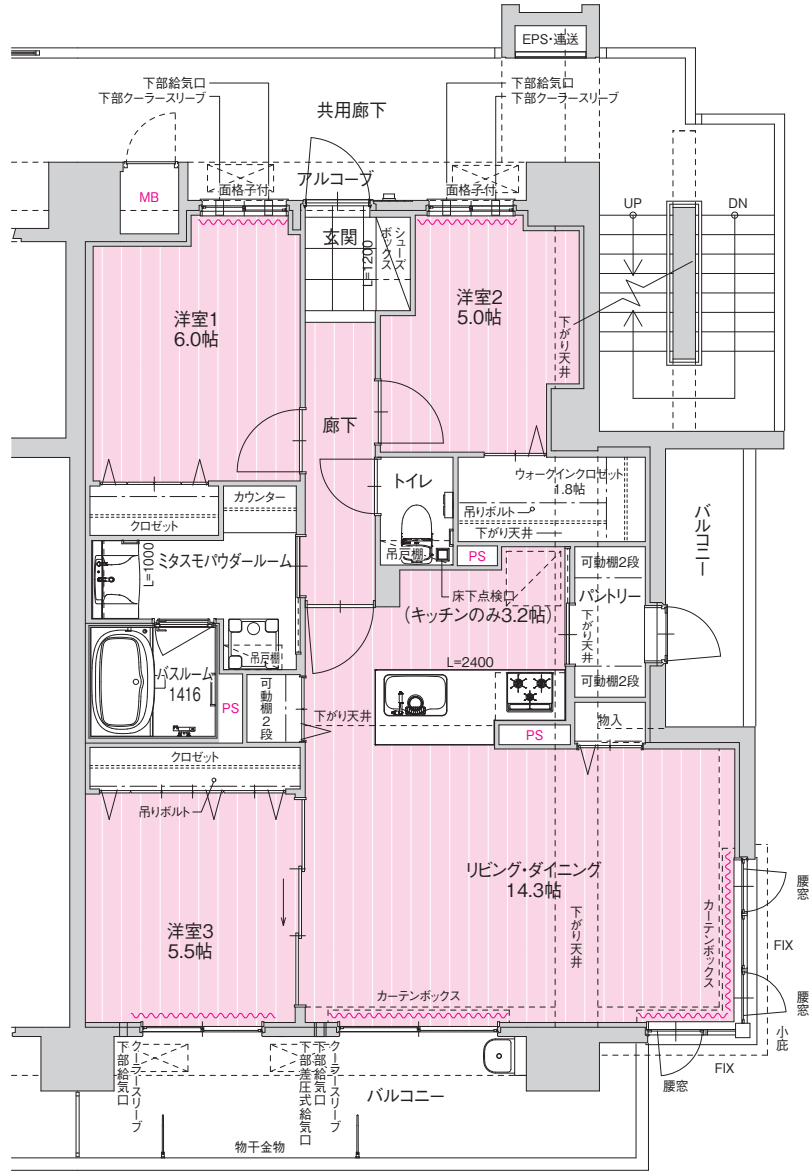 EPS・連送
下部給気口
下部クーラースリーブ
下部給気口
下部クーラースリーブ
共用廊下
MB
面格子付
アルコーブ
面格子付
UP
DN
玄関
シューズ
ボックス
L=1200
洋室1
6.0帖
洋室2
5.0帖
下がり天井
廊下
トイレ
ウォークインクロゼット
1.8帖
吊りボルト
下がり天井
カウンター
クロゼット
バルコニー
L=1000
ミタスモパウダールーム
吊戸棚
PS
可動棚2段
床下点検口
パントリー
(キッチンのみ3.2帖)
下がり天井
吊戸棚
バスルーム
1416
L=2400
可動棚2段
PS
可動棚2段
下がり天井
物入
PS
クロゼット
吊りボルト
リビング・ダイニング
14.3帖
腰窓
カーテンボックス
下がり天井
洋室3
5.5帖
FIX
カーテンボックス
腰窓
小庇
クーラースリーブ
下部給気口
クーラースリーブ
下部給気口
下部差圧式給気口
バルコニー
FIX
腰窓
物干金物